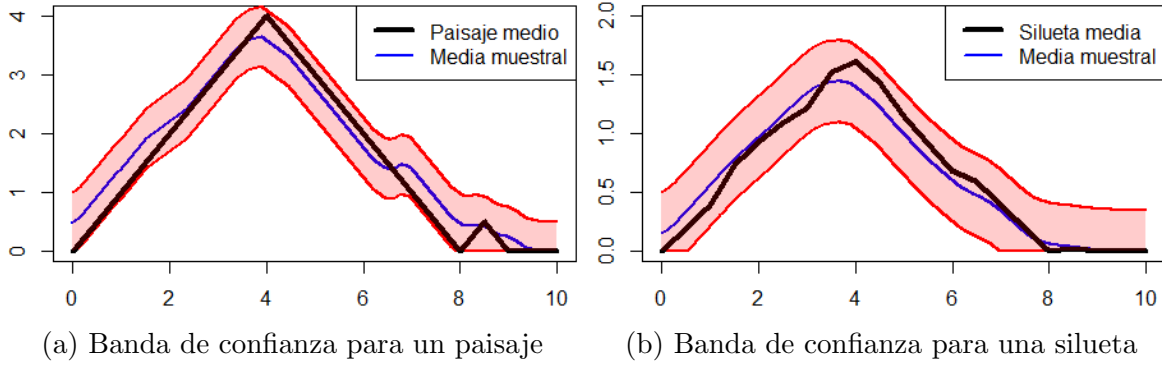 4
3
2
1
0
0 2 4 6 8 10
Paisaje medio
Media muestral
(a) Banda de confianza para un paisaje
2.0
1.5
1.0
0.5
0.0
0 2 4 6 8 10
Silueta media
Media muestral
(b) Banda de confianza para una silueta